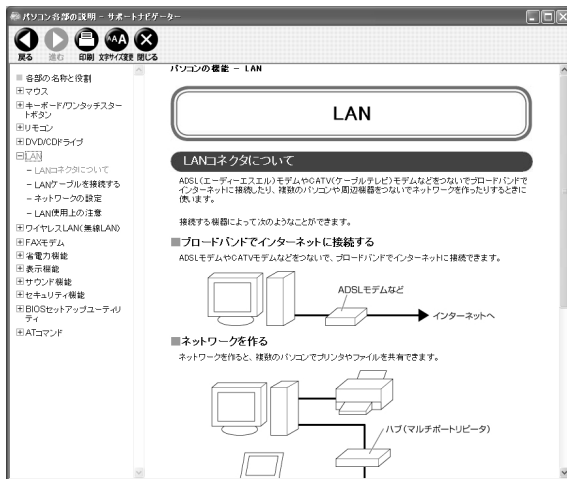 パソコン各部の説明 - サポートナビゲーター
戻る 進む 印刷 文字サイズ変更 閉じる
各部の名称と役割
マウス
キーボード/ワンタッチスター
トボタン
リモコン
DVD/CDドライブ
LAN
- LANコネクタについて
- LANケーブルを接続する
- ネットワークの設定
- LAN使用上の注意
ワイヤレスLAN(無線LAN)
FAXモデム
省電力機能
表示機能
サウンド機能
セキュリティ機能
BIOSセットアップユーティリ
ティ
ATコマンド
パソコンの機能 - LAN
LAN
LANコネクタについて
ADSL(エーディーエスエル)モデムやCATV(ケーブルテレビ)モデムなどをつないでブロードバンドで
インターネットに接続したり、複数のパソコンや周辺機器をつないでネットワークを作ったりするときに
使います。
接続する機器によって次のようなことができます。
■ブロードバンドでインターネットに接続する
ADSLモデムやCATVモデムなどをつないで、ブロードバンドでインターネットに接続できます。
ADSLモデムなど
インターネットへ
■ネットワークを作る
ネットワークを作ると、複数のパソコンでプリンタやファイルを共有できます。
ハブ(マルチポートリピータ)